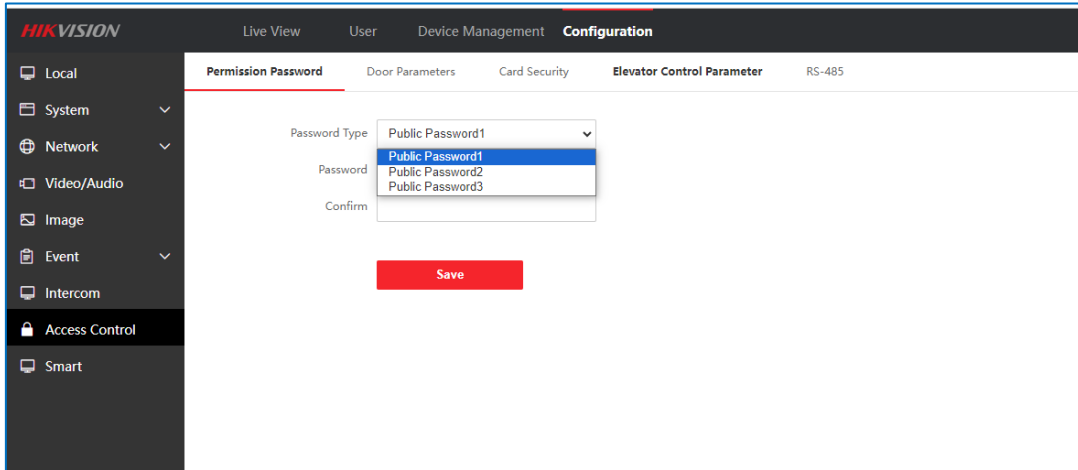 HIKVISION Live View User Device Management Configuration
Local
System
Network
Video/Audio
Image
Event
Intercom
Access Control
Smart
Permission Password Door Parameters Card Security Elevator Control Parameter RS-485
Password Type Public Password1
Public Password1
Public Password2
Public Password3
Password
Confirm
Save